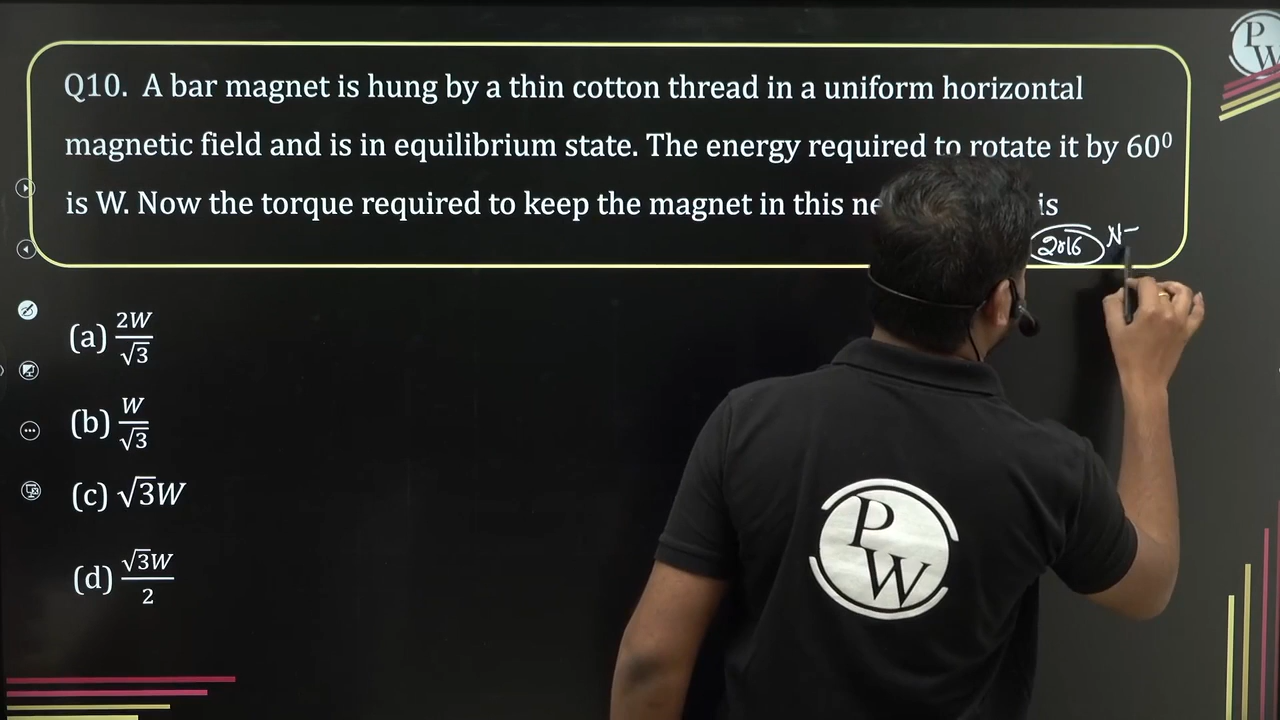 Q10. A bar magnet is hung by a thin cotton thread in a uniform horizontal
magnetic field and is in equilibrium state. The energy required to rotate it by 60⁰
is W. Now the torque required to keep the magnet in this is
2016 N-
(a) 2W/√3
(b) W/√3
(c) √3W
(d) √3W/2
P
W
P
W